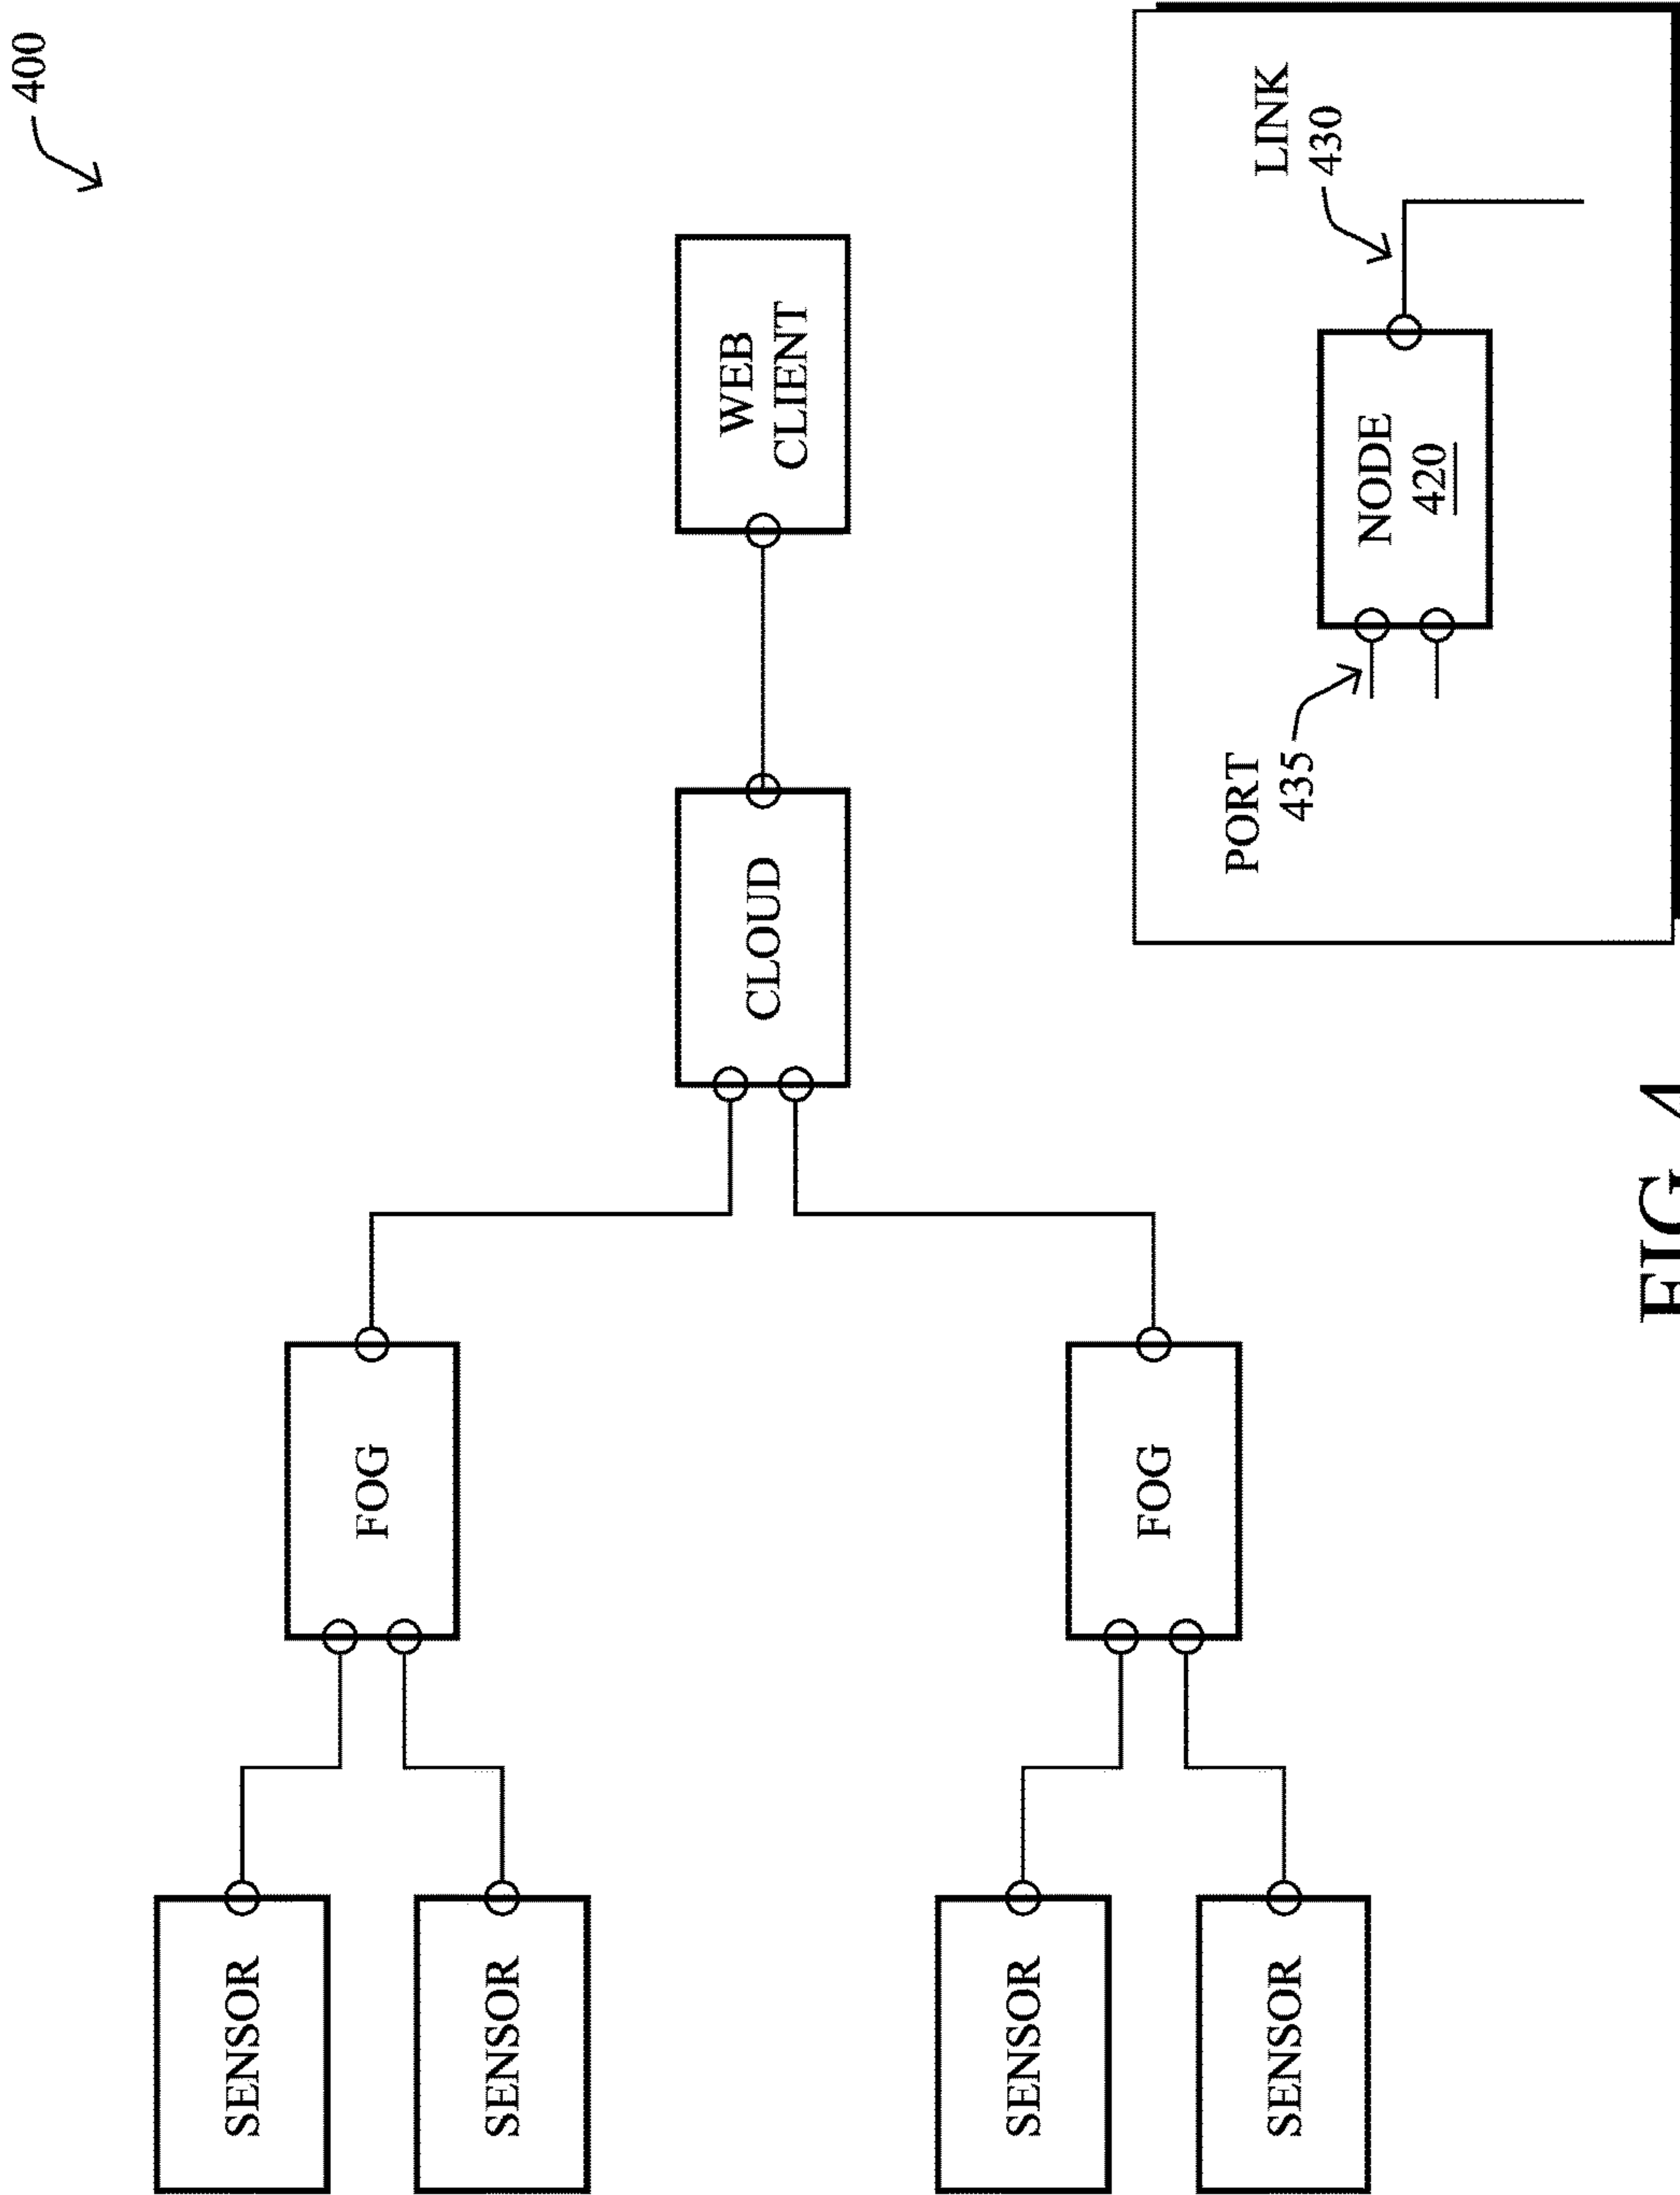 400
SENSOR
SENSOR
SENSOR
SENSOR
FOG
FOG
CLOUD
WEB
CLIENT
PORT
435
NODE
420
LINK
430
FIG. 4